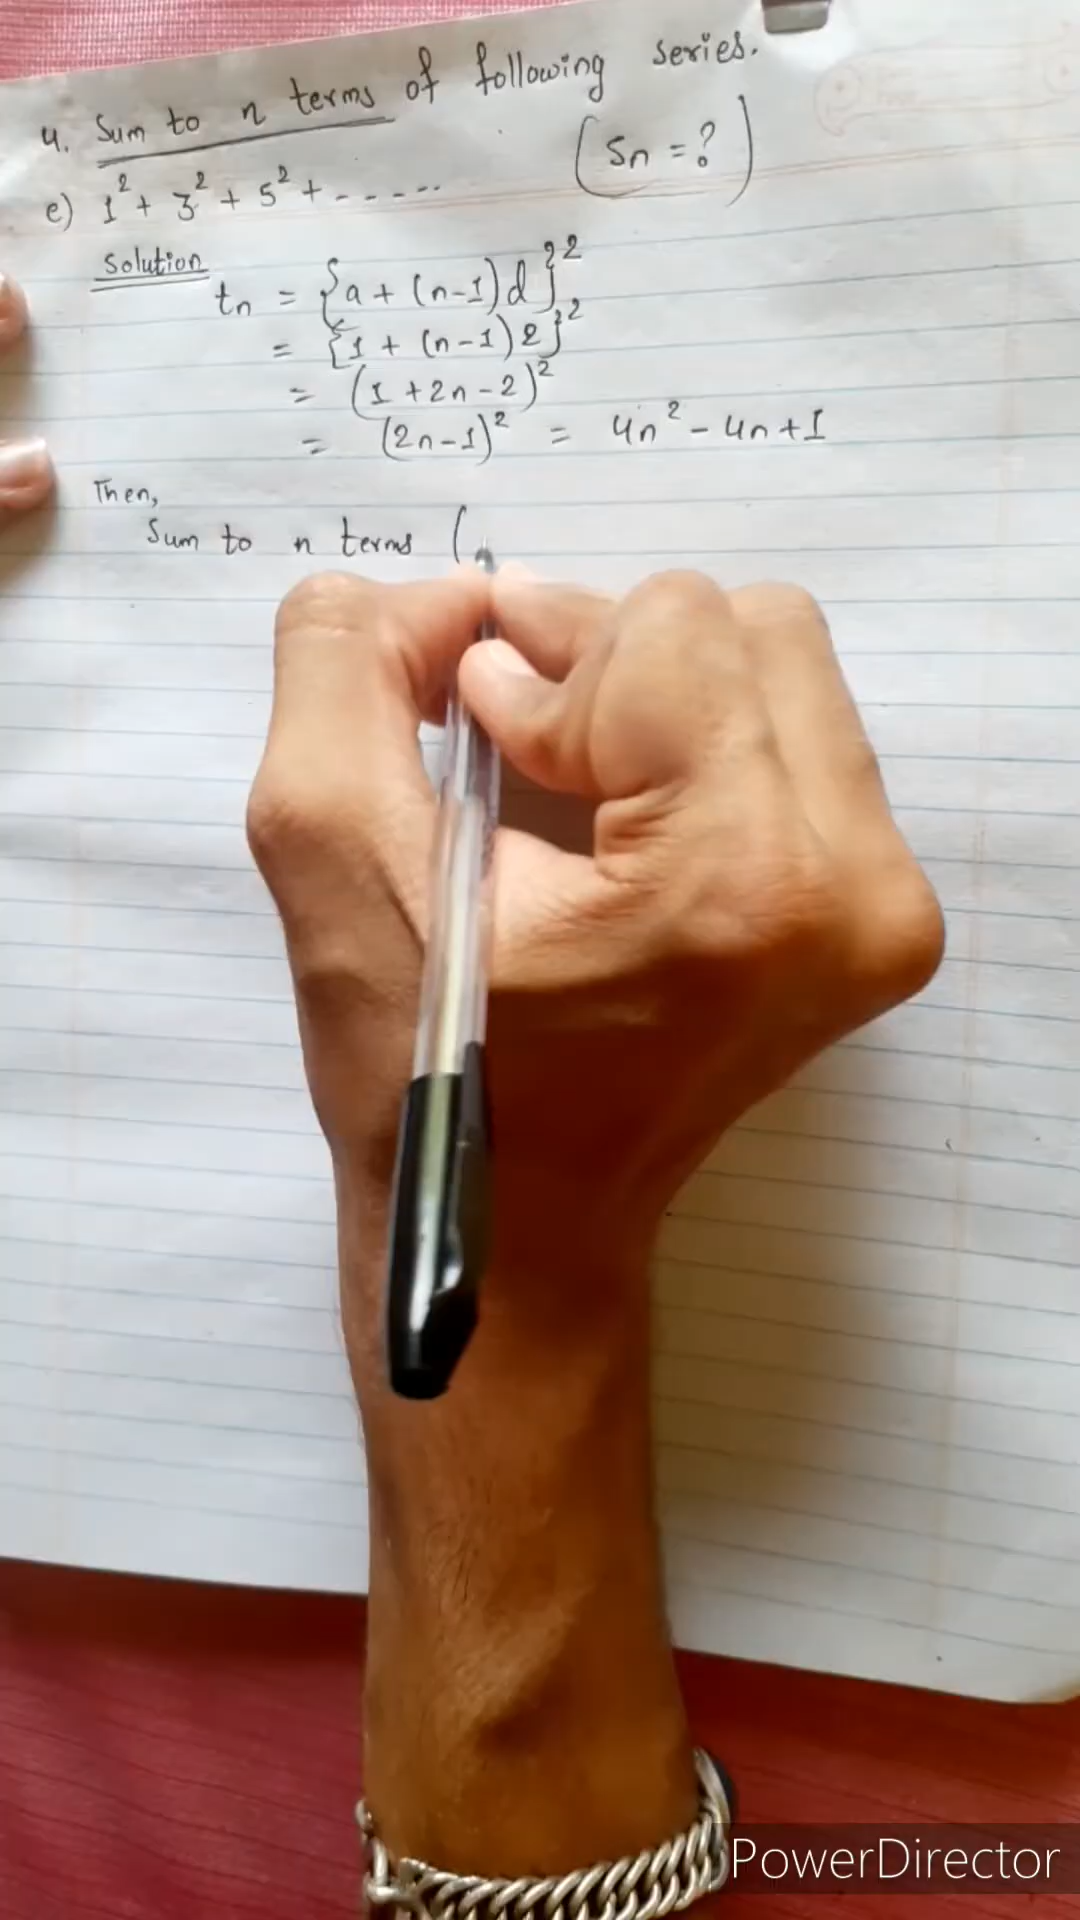 4. Sum to n terms of following series.
(Sn = ?)
e) 1² + 3² + 5² + - - - - ..
Solution
tn = {a + (n-1)d}²
= {1 + (n-1)2}²
= (1 + 2n - 2)²
= (2n-1)² = 4n² - 4n + 1
Then,
Sum to n terms (
PowerDirector